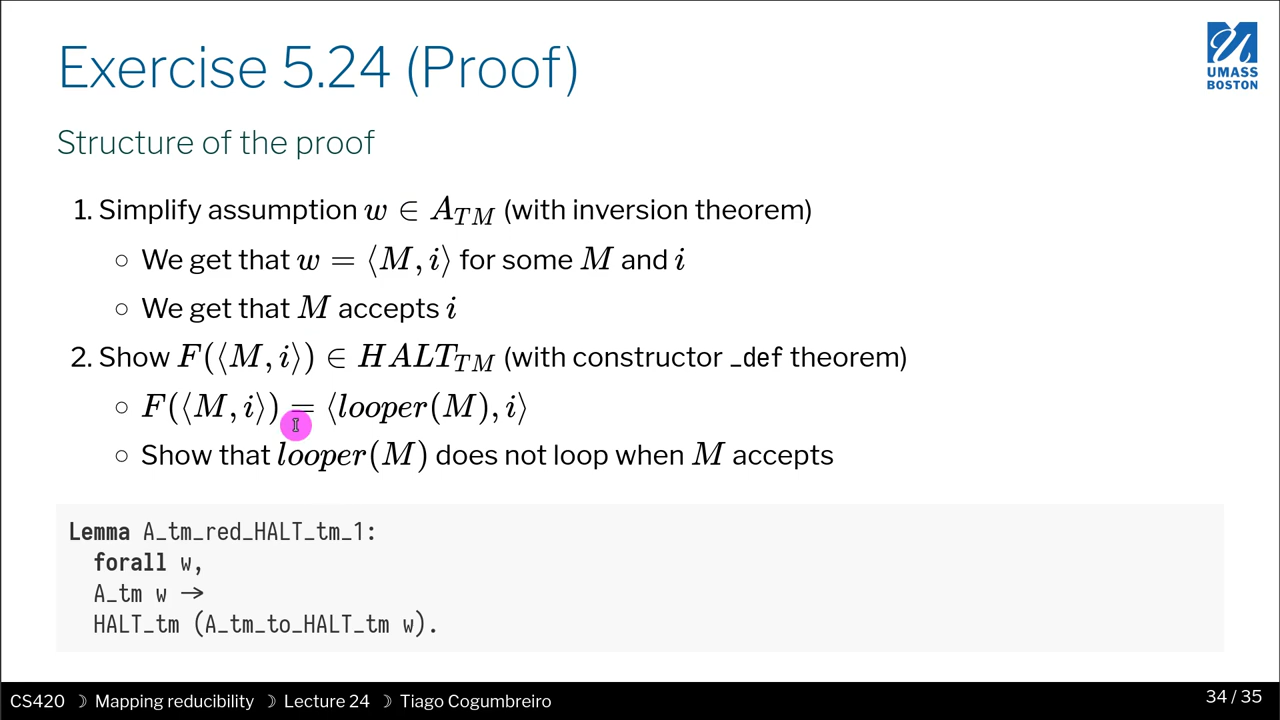 Exercise 5.24 (Proof)
UMASS
BOSTON
Structure of the proof
1. Simplify assumption w ∈ A_TM (with inversion theorem)
○ We get that w = ⟨M, i⟩ for some M and i
○ We get that M accepts i
2. Show F(⟨M, i⟩) ∈ HALT_TM (with constructor _def theorem)
○ F(⟨M, i⟩) = ⟨looper(M), i⟩
○ Show that looper(M) does not loop when M accepts
Lemma A_tm_red_HALT_tm_1:
forall w,
A_tm w →
HALT_tm (A_tm_to_HALT_tm w).
CS420 ☽ Mapping reducibility ☽ Lecture 24 ☽ Tiago Cogumbreiro
34 / 35